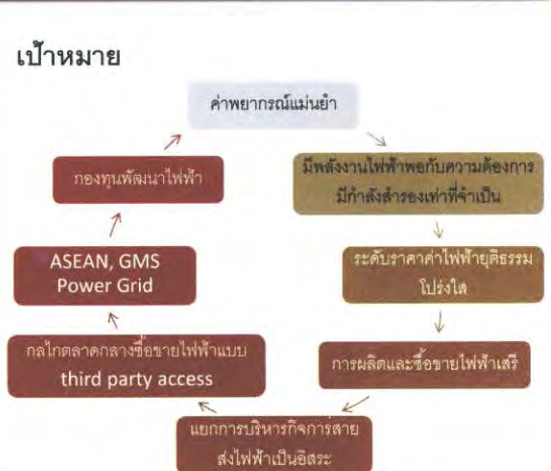 เป้าหมาย
ค่าพยากรณ์แม่นยำ
มีพลังงานไฟฟ้าพอกับความต้องการ
มีกำลังสำรองเท่าที่จำเป็น
ระดับราคาค่าไฟฟ้ายุติธรรม
โปร่งใส
การผลิตและซื้อขายไฟฟ้าเสรี
แยกการบริหารกิจการสาย
ส่งไฟฟ้าเป็นอิสระ
กลไกตลาดกลางซื้อขายไฟฟ้าแบบ
third party access
ASEAN, GMS
Power Grid
กองทุนพัฒนาไฟฟ้า